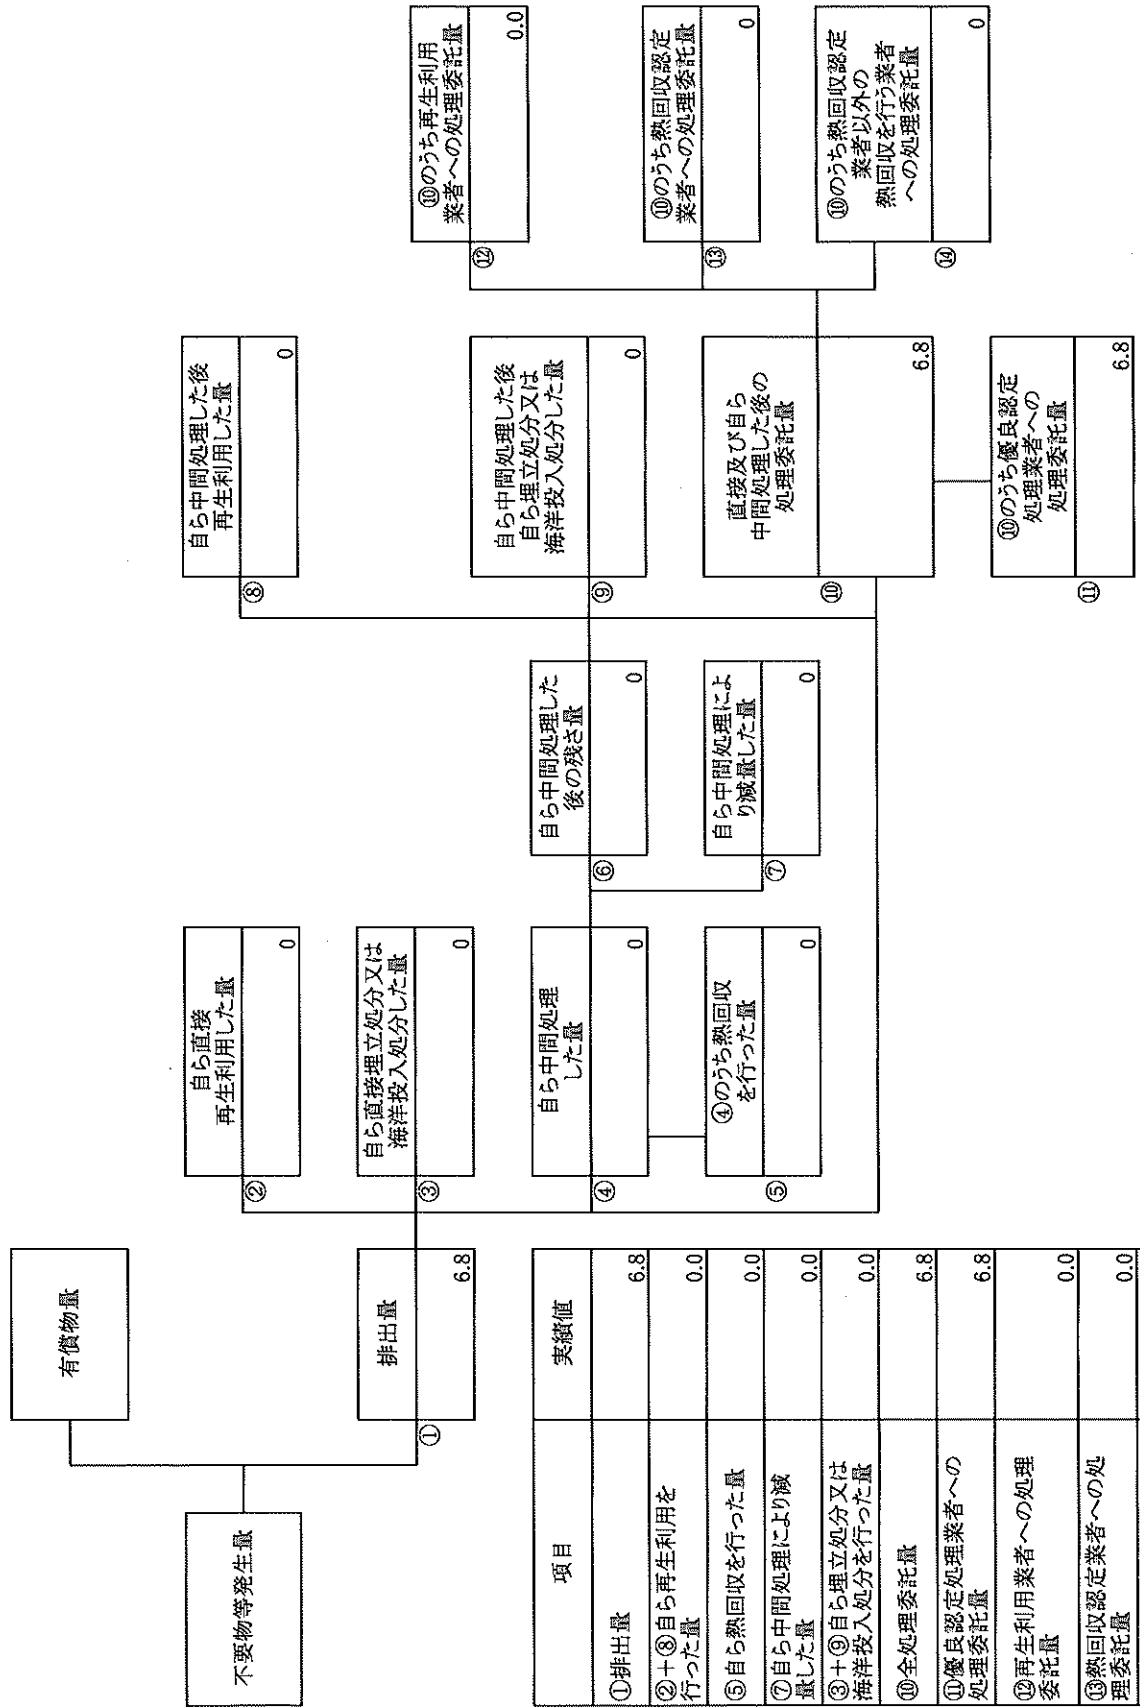 不要物等発生量
有償物量
①
排出量
6.8
②
自ら直接
再生利用した量
0
③
自ら直接埋立処分又は
海洋投入処分した量
0
④
自ら中間処理
した量
0
⑤
④のうち熱回収
を行った量
0
⑥
自ら中間処理した
後の残さ量
0
⑦
自ら中間処理によ
り減量した量
0
⑧
自ら中間処理した後
再生利用した量
0
⑨
自ら中間処理した後
自ら埋立処分又は
海洋投入処分した量
0
⑩
直接及び自ら
中間処理した後の
処理委託量
6.8
⑪
⑩のうち優良認定
処理業者への
処理委託量
6.8
⑫
⑩のうち再生利用
業者への処理委託量
0.0
⑬
⑩のうち熱回収認定
業者への処理委託量
0
⑭
⑩のうち熱回収認定
業者以外の
熱回収を行う業者
への処理委託量
0
項目 実績値
①排出量 6.8
②+⑧自ら再生利用を
行った量 0.0
⑤自ら熱回収を行った量 0.0
⑦自ら中間処理により減
量した量 0.0
③+⑨自ら埋立処分又は
海洋投入処分を行った量 0.0
⑩全処理委託量 6.8
⑪優良認定処理業者への
処理委託量 6.8
⑫再生利用業者への処理
委託量 0.0
⑬熱回収認定業者への処
理委託量 0.0